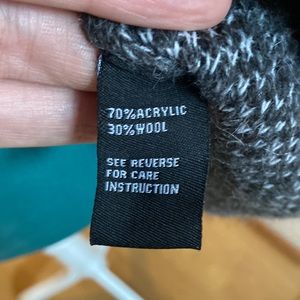 70%ACRYLIC
30%WOOL
SEE REVERSE
FOR CARE
INSTRUCTION